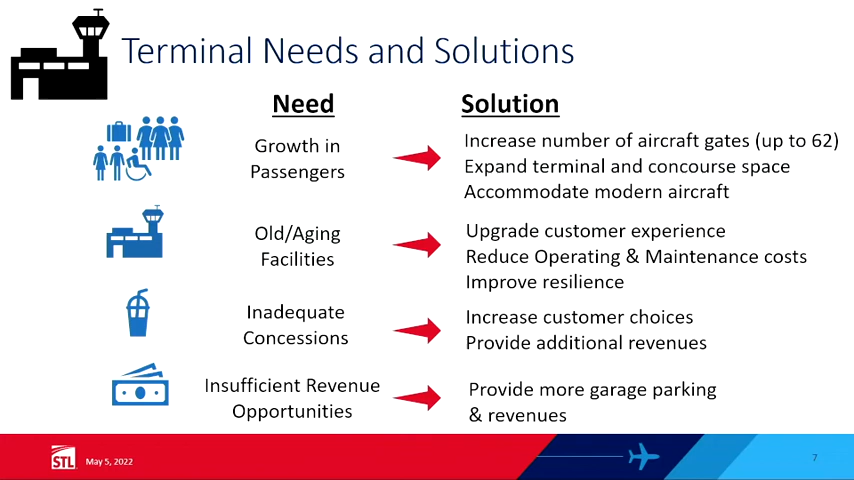 Terminal Needs and Solutions
Need
Solution
Growth in
Passengers
Increase number of aircraft gates (up to 62)
Expand terminal and concourse space
Accommodate modern aircraft
Old/Aging
Facilities
Upgrade customer experience
Reduce Operating & Maintenance costs
Improve resilience
Inadequate
Concessions
Increase customer choices
Provide additional revenues
Insufficient Revenue
Opportunities
Provide more garage parking
& revenues
STL
May 5, 2022
7